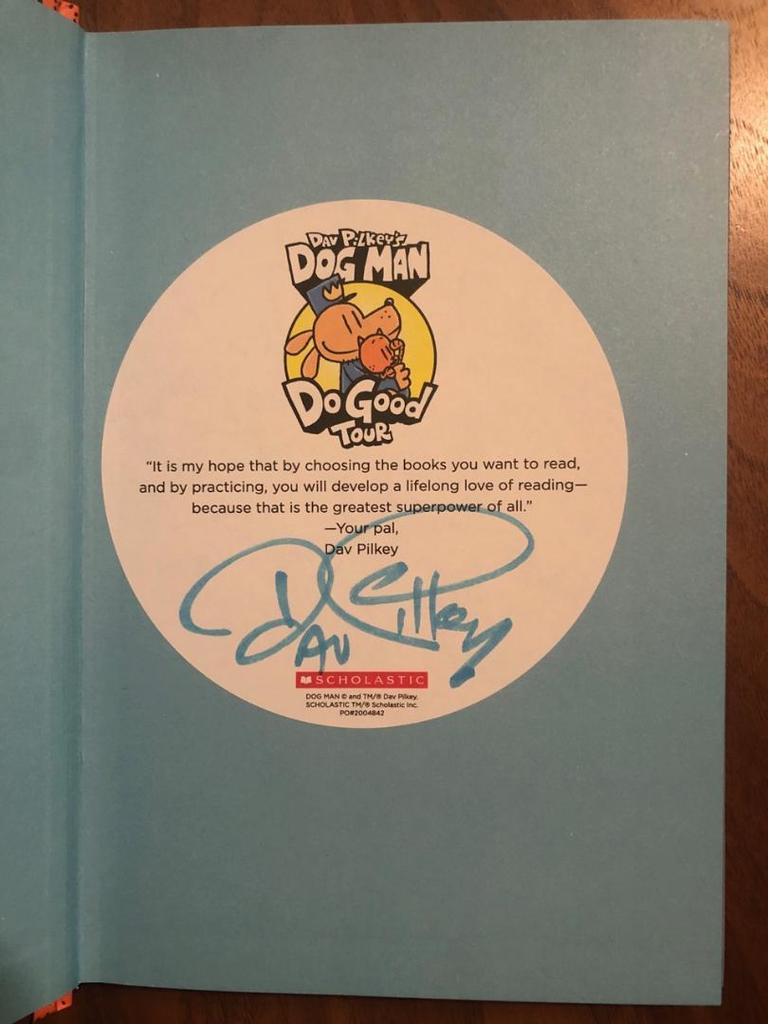 DAV PILKEY'S
DOG MAN
DO GOOD
TOUR
“It is my hope that by choosing the books you want to read,
and by practicing, you will develop a lifelong love of reading—
because that is the greatest superpower of all.”
—Your pal,
Dav Pilkey
DAV Pilkey
SCHOLASTIC
DOG MAN © and TM/® Dav Pilkey.
SCHOLASTIC TM/® Scholastic Inc.
PO#2004842